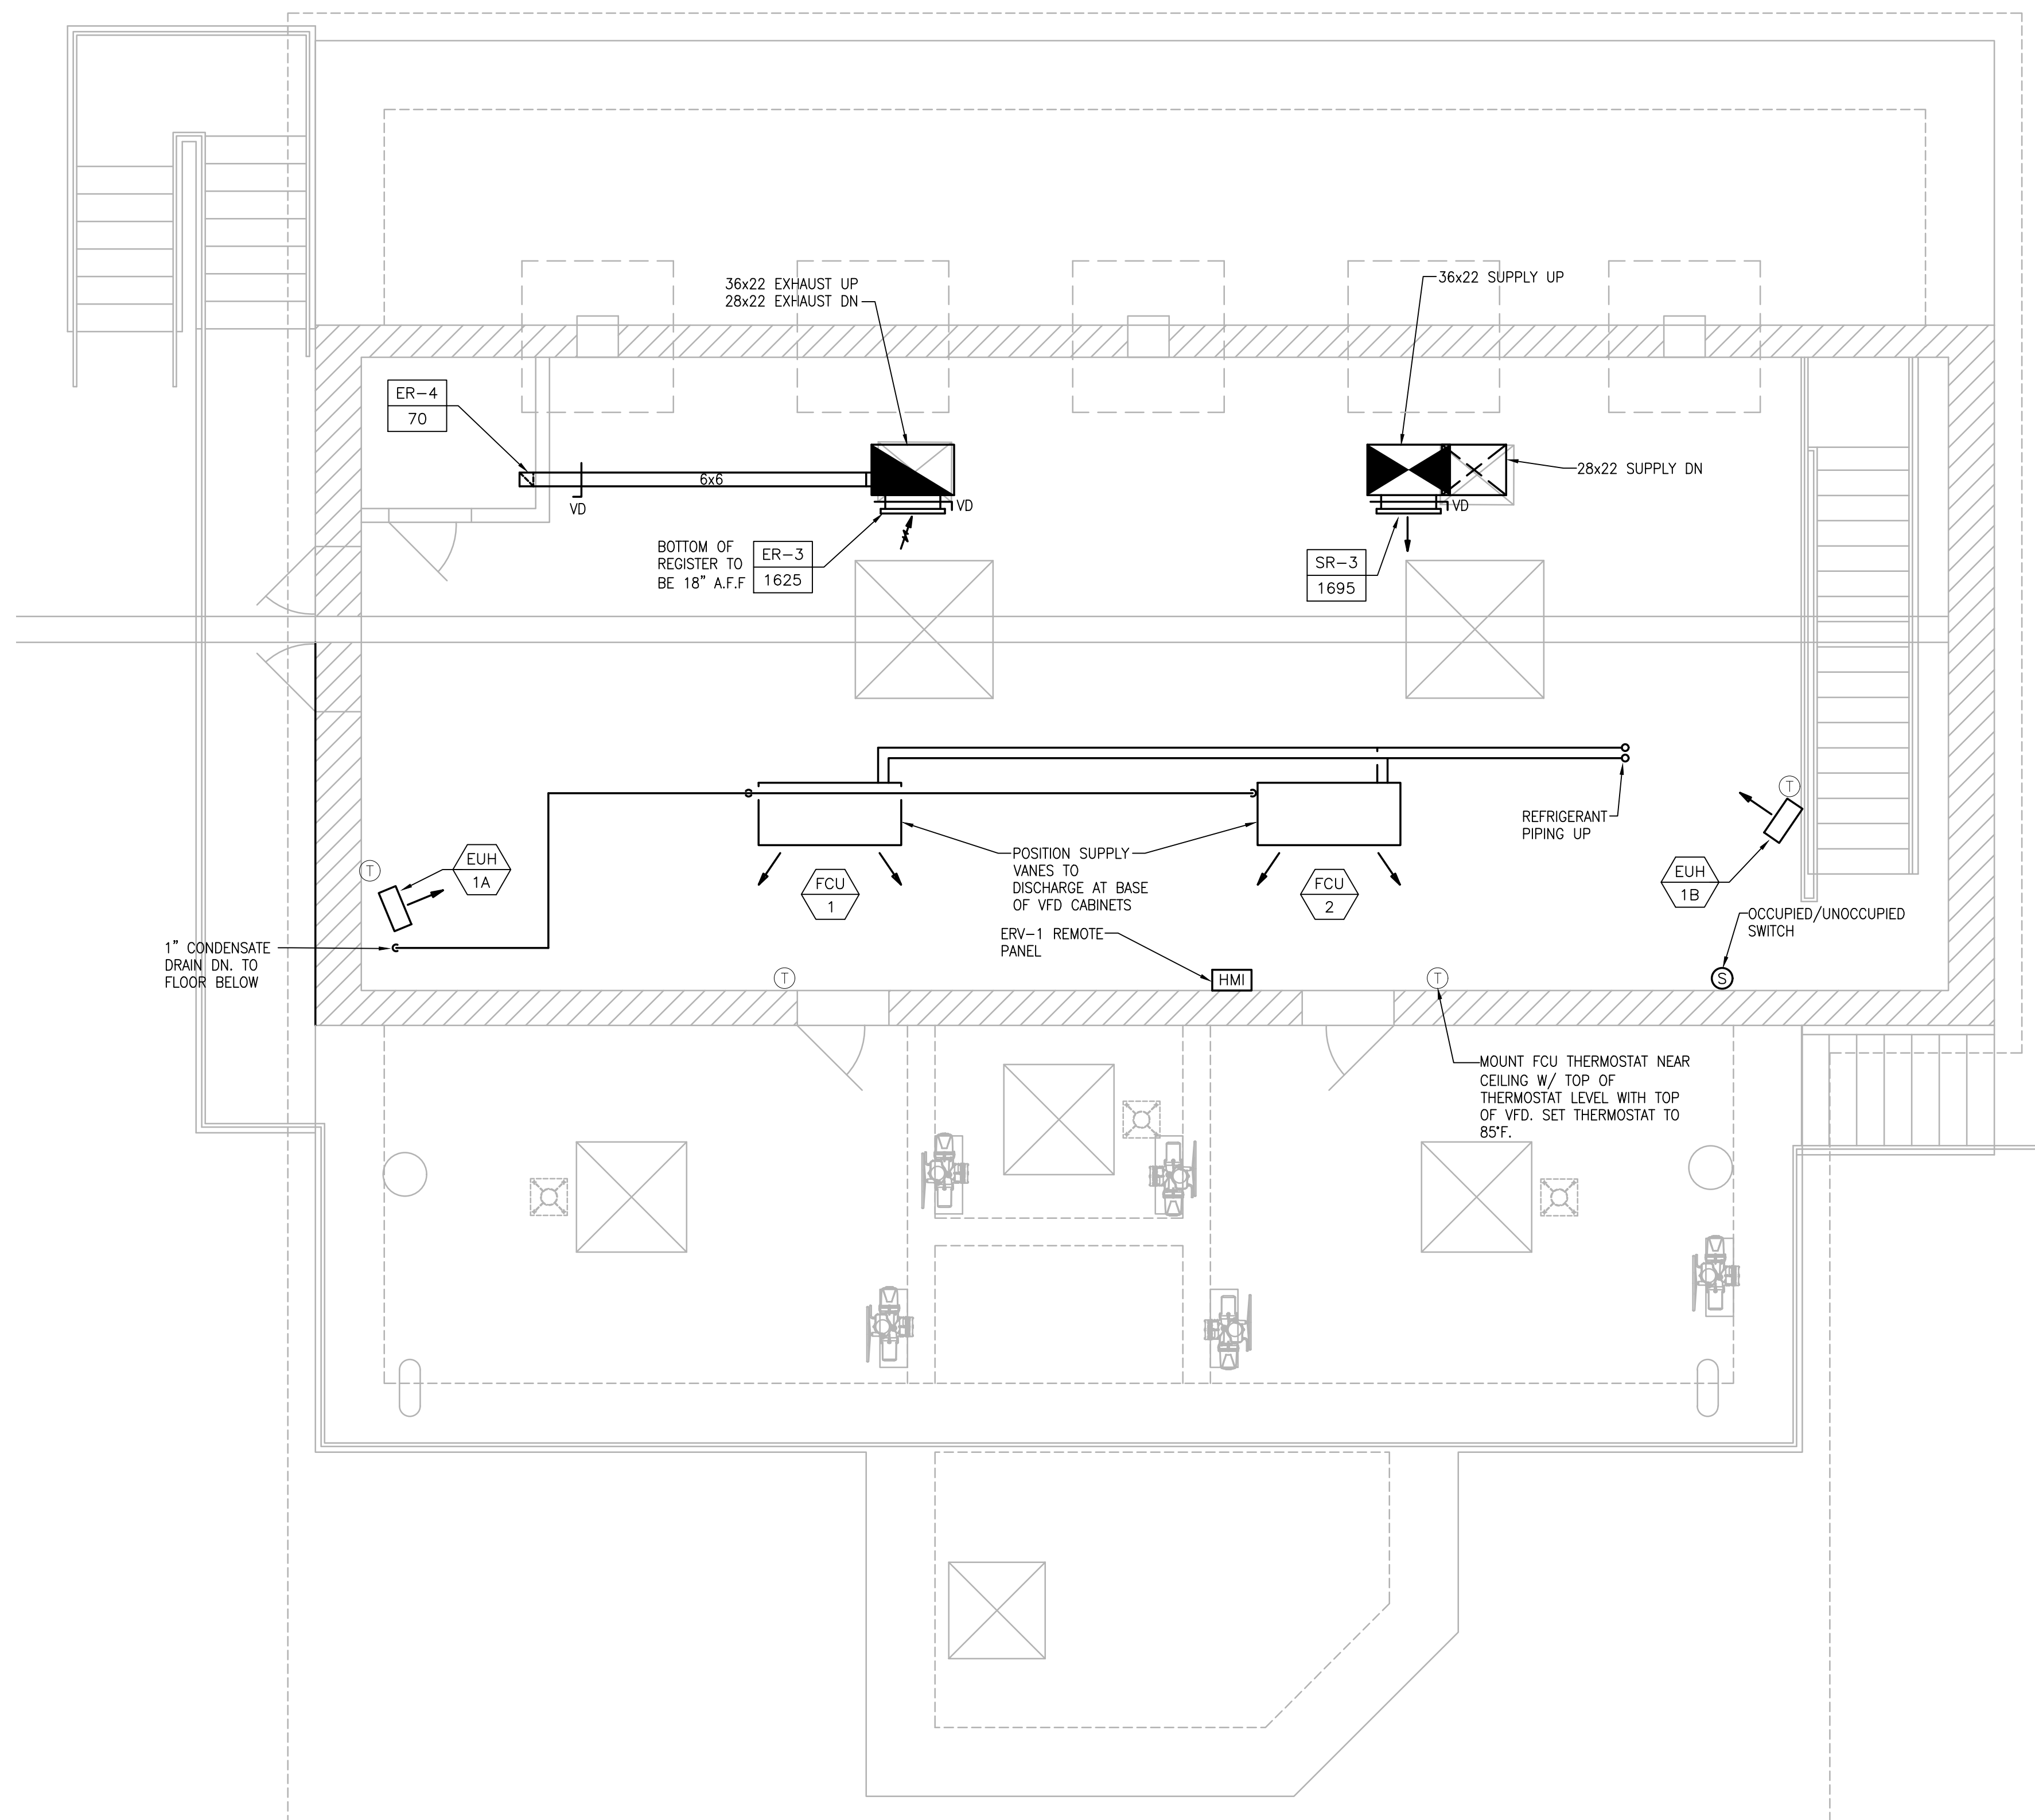 36x22 EXHAUST UP
28x22 EXHAUST DN
36x22 SUPPLY UP
ER-4
70
6x6
VD
VD
VD
28x22 SUPPLY DN
BOTTOM OF
REGISTER TO
BE 18" A.F.F
ER-3
1625
SR-3
1695
REFRIGERANT
PIPING UP
T
T
EUH
1A
FCU
1
POSITION SUPPLY
VANES TO
DISCHARGE AT BASE
OF VFD CABINETS
FCU
2
EUH
1B
OCCUPIED/UNOCCUPIED
SWITCH
ERV-1 REMOTE
PANEL
1" CONDENSATE
DRAIN DN. TO
FLOOR BELOW
T
HMI
T
S
MOUNT FCU THERMOSTAT NEAR
CEILING W/ TOP OF
THERMOSTAT LEVEL WITH TOP
OF VFD. SET THERMOSTAT TO
85°F.